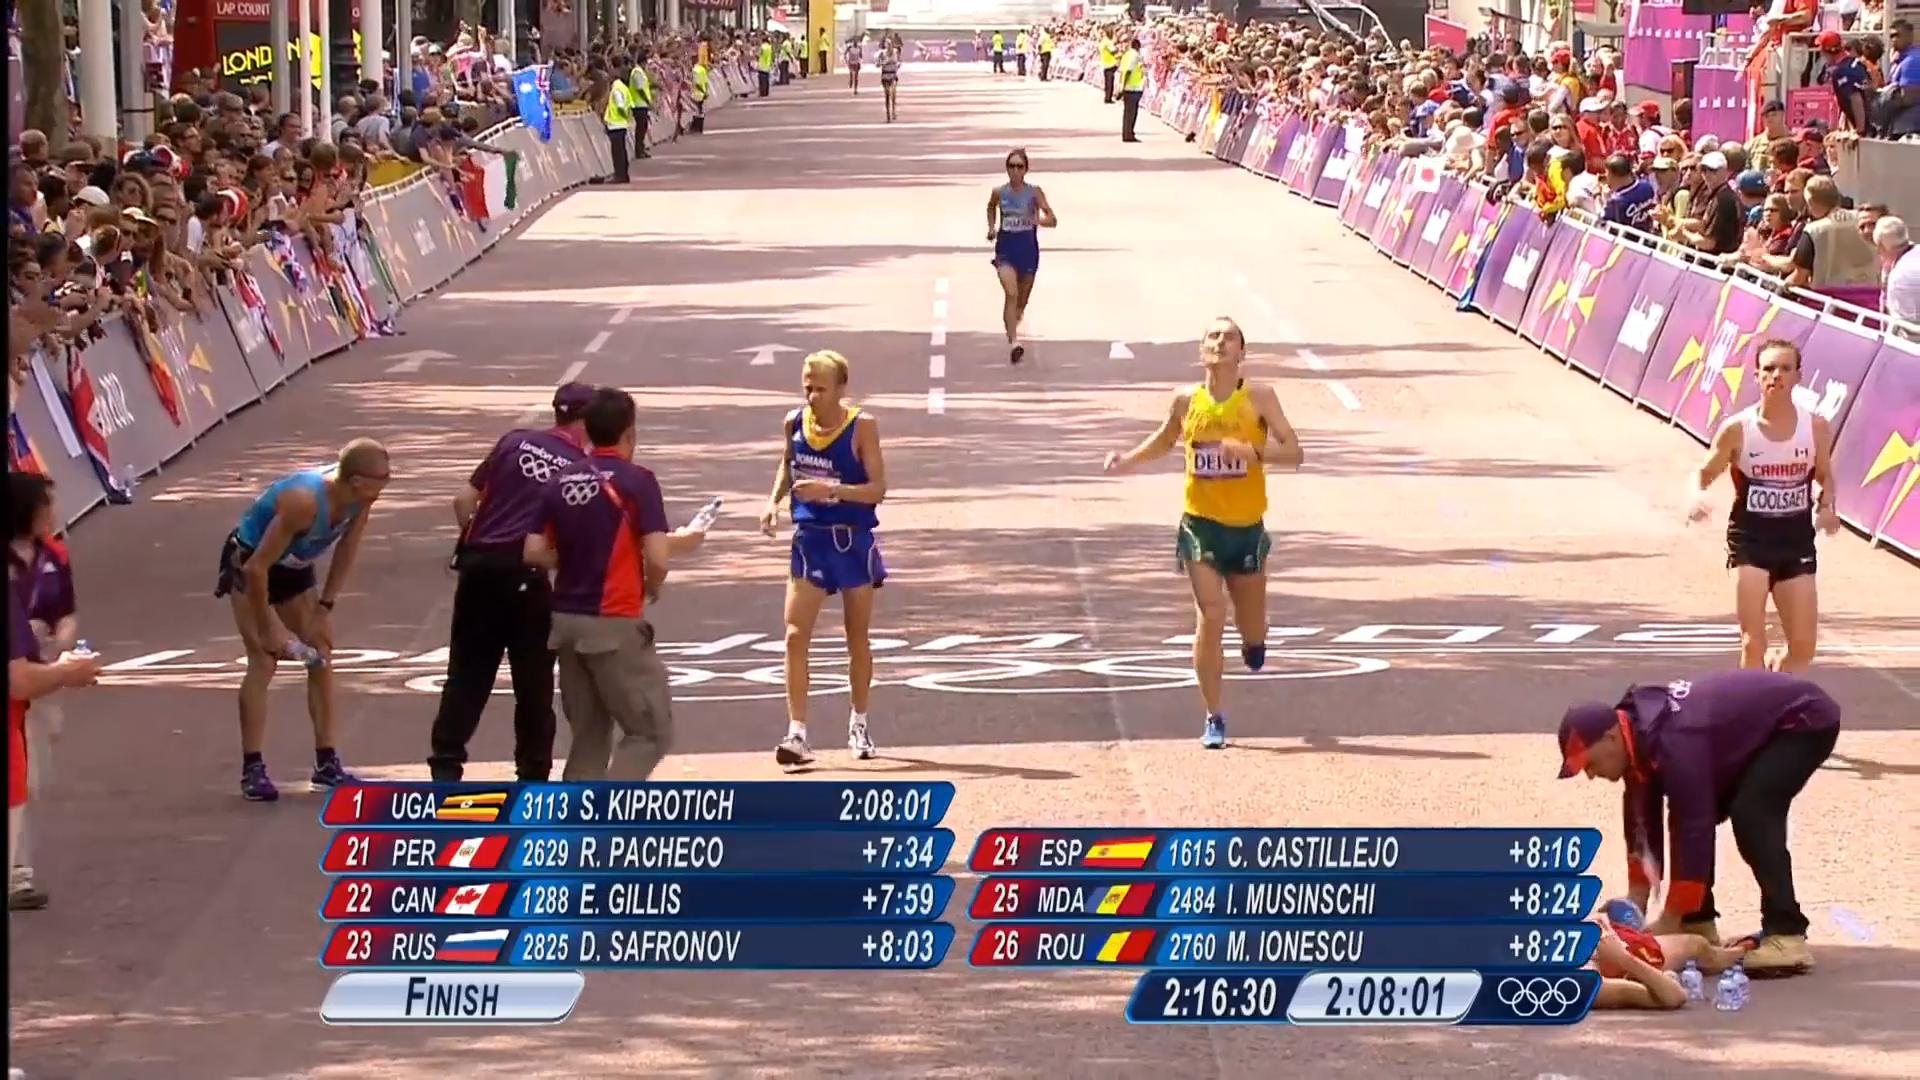 LAP COUNT
LONDON
London 2012
ROMANIA
DENT
CANADA
COOLSAET
London 2012
1 UGA 3113 S. KIPROTICH 2:08:01
21 PER 2629 R. PACHECO +7:34
22 CAN 1288 E. GILLIS +7:59
23 RUS 2825 D. SAFRONOV +8:03
24 ESP 1615 C. CASTILLEJO +8:16
25 MDA 2484 I. MUSINSCHI +8:24
26 ROU 2760 M. IONESCU +8:27
FINISH
2:16:30 2:08:01